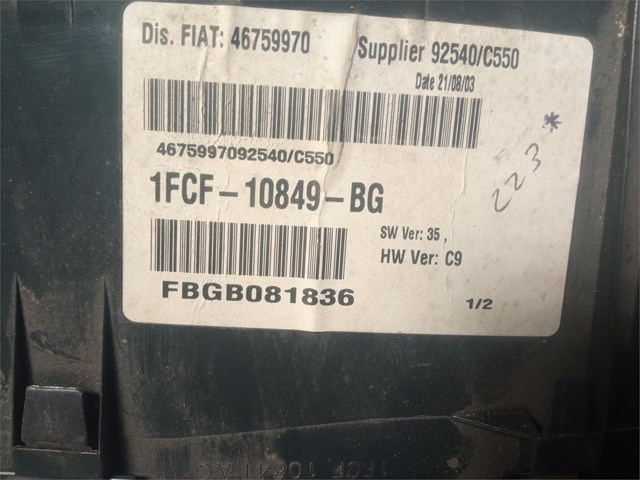 Dis. FIAT: 46759970 Supplier 92540/C550
Date 21/08/03
4675997092540/C550
1FCF-10849-BG
SW Ver: 35 ,
HW Ver: C9
FBGB081836
1/2
223 *